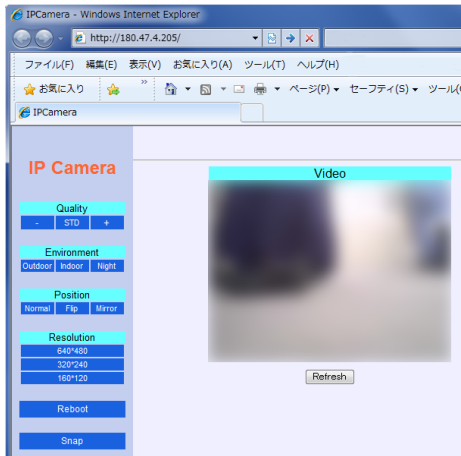 IPCamera - Windows Internet Explorer
http://180.47.4.205/
ファイル(F) 編集(E) 表示(V) お気に入り(A) ツール(T) ヘルプ(H)
お気に入り ページ(P) セーフティ(S) ツール(
IPCamera
IP Camera
Quality
- STD +
Environment
Outdoor Indoor Night
Position
Normal Flip Mirror
Resolution
640*480
320*240
160*120
Reboot
Snap
Video
Refresh